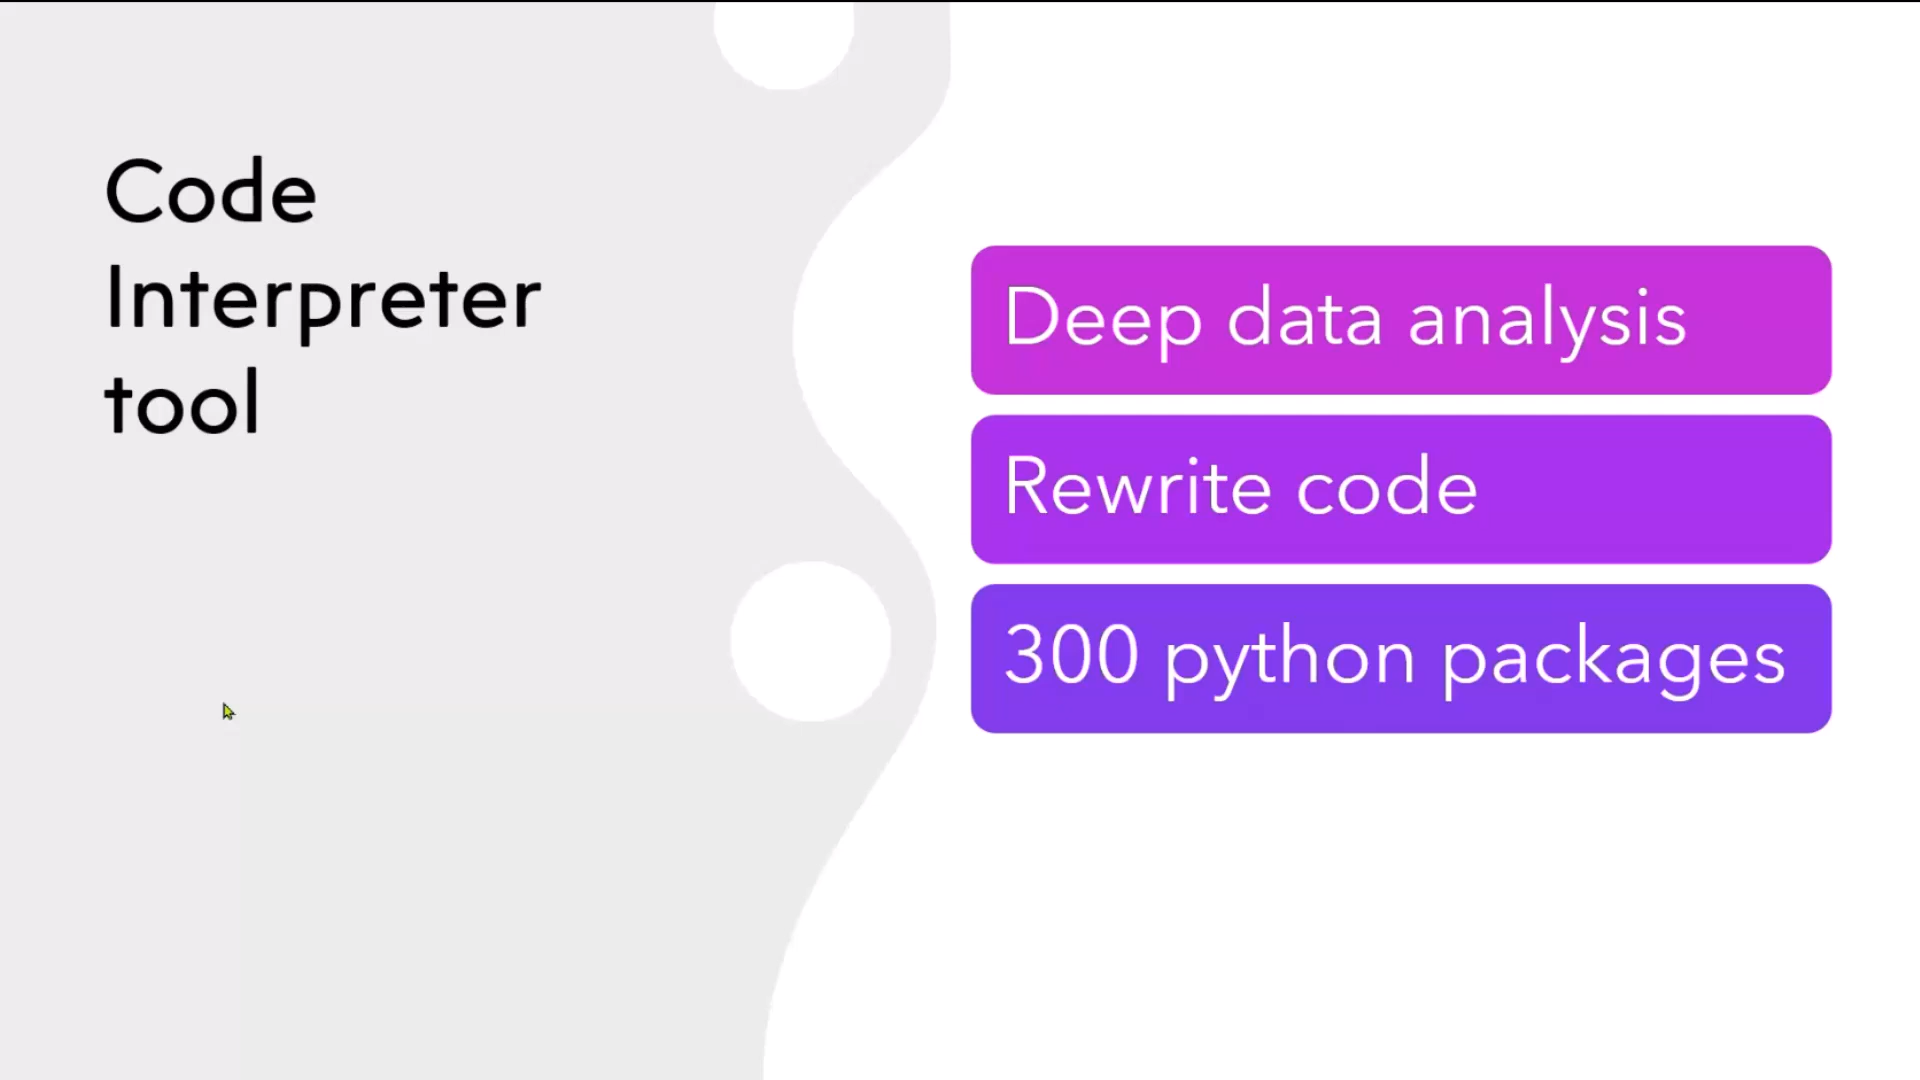 Code
Interpreter
tool
Deep data analysis
Rewrite code
300 python packages